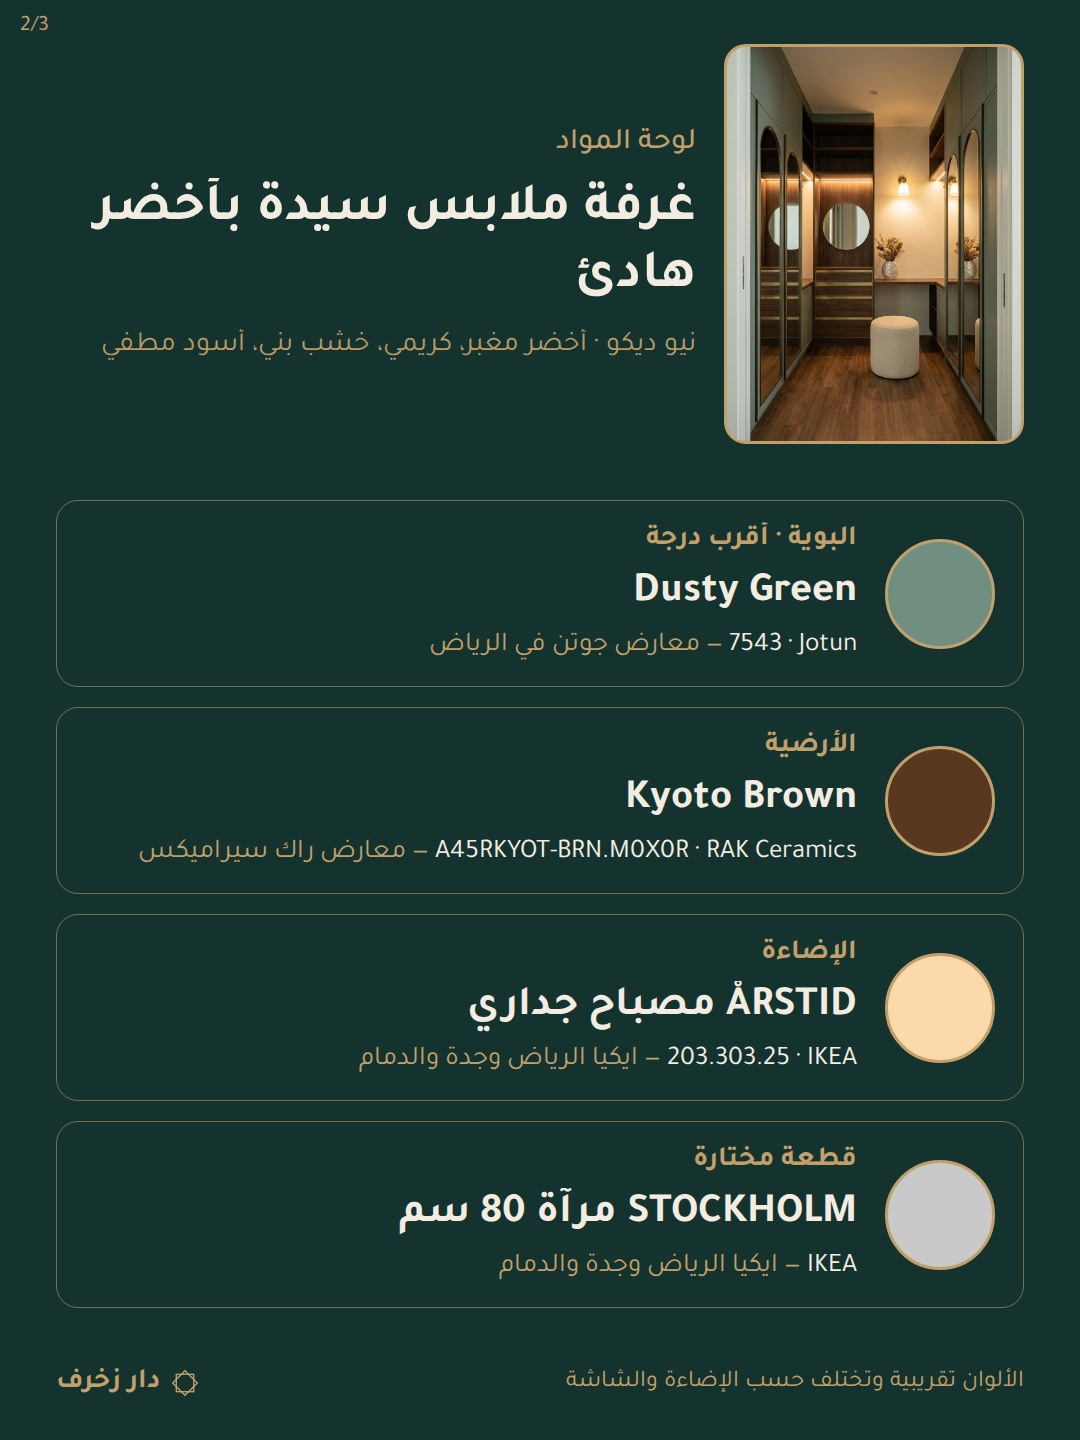 2/3
لوحة المواد
غرفة ملابس سيدة بأخضر
هادئ
نيو ديكو · أخضر مغبر، كريمي، خشب بني، أسود مطفي
البوية · أقرب درجة
Dusty Green
Jotun · 7543 – معارض جوتن في الرياض
الأرضية
Kyoto Brown
RAK Ceramics · A45RKYOT-BRN.M0X0R – معارض راك سيراميكس
الإضاءة
ÅRSTID مصباح جداري
IKEA · 203.303.25 – ايكيا الرياض وجدة والدمام
قطعة مختارة
STOCKHOLM مرآة 80 سم
IKEA – ايكيا الرياض وجدة والدمام
الألوان تقريبية وتختلف حسب الإضاءة والشاشة
دار زخرف